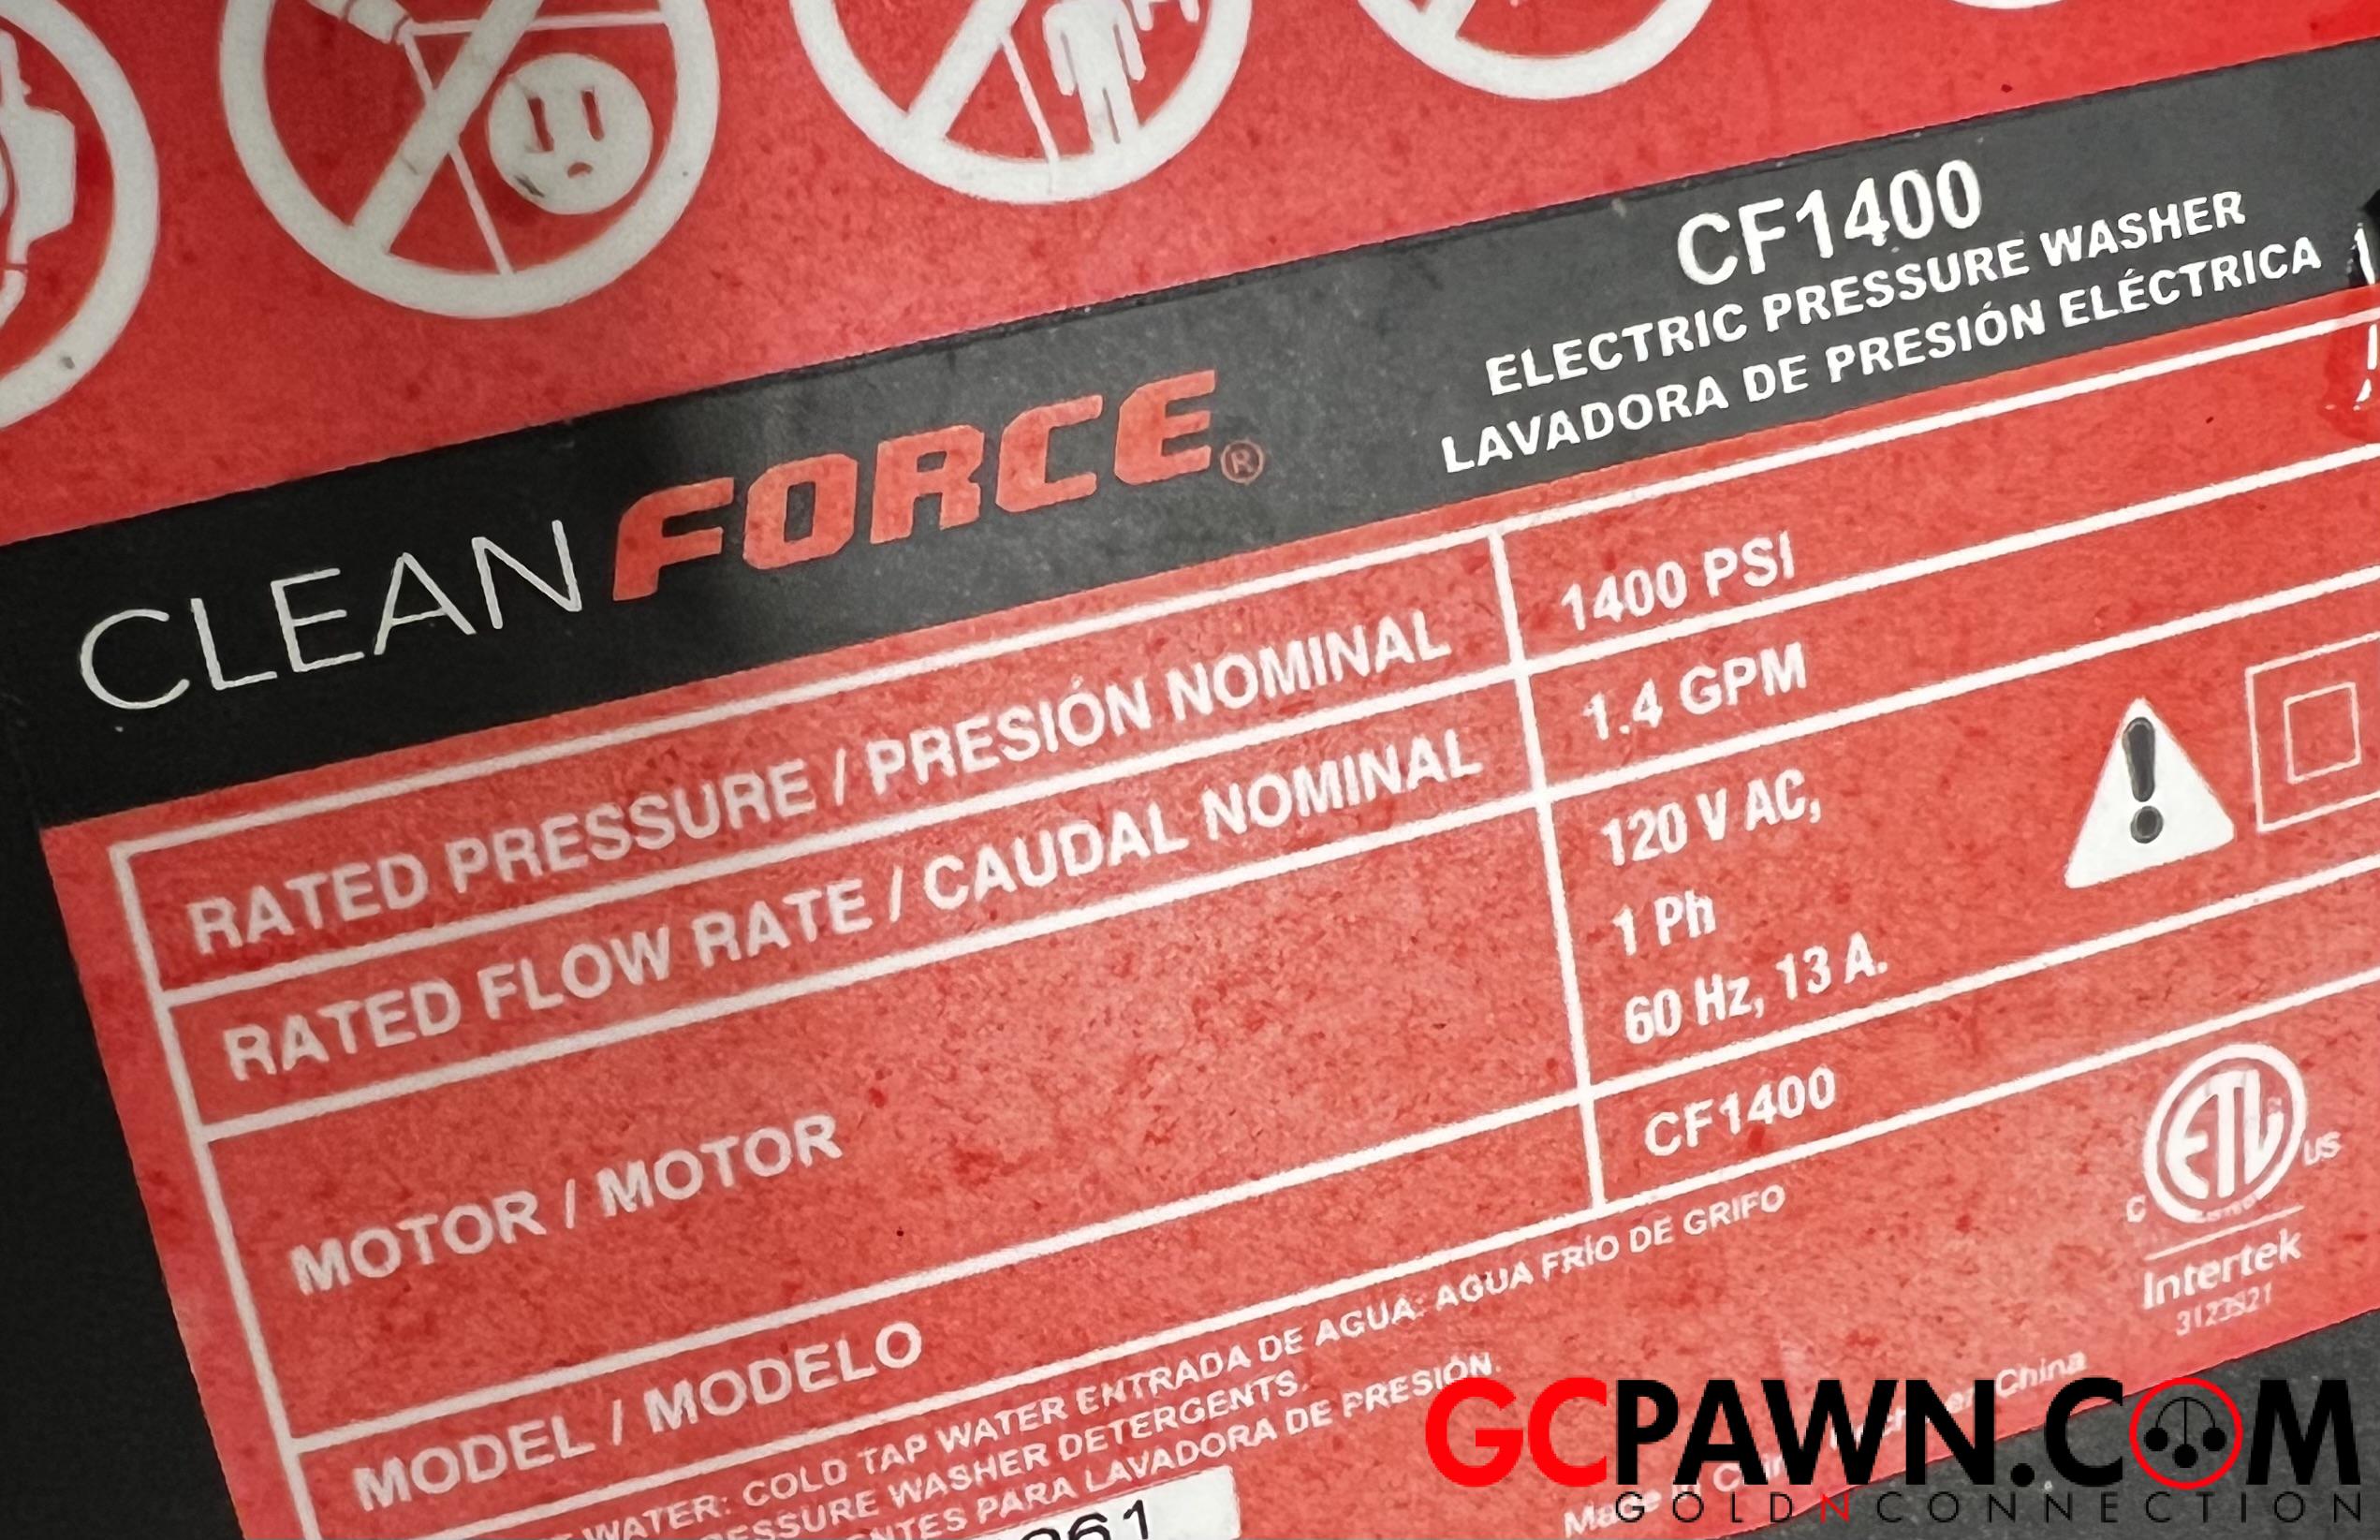 CF1400
ELECTRIC PRESSURE WASHER
LAVADORA DE PRESIÓN ELÉCTRICA
CLEANFORCE®
RATED PRESSURE / PRESIÓN NOMINAL 1400 PSI
RATED FLOW RATE / CAUDAL NOMINAL 1.4 GPM
MOTOR / MOTOR 120 V AC,
1 Ph
60 Hz, 13 A.
MODEL / MODELO CF1400
WATER: COLD TAP WATER ENTRADA DE AGUA: AGUA FRÍO DE GRIFO
PRESSURE WASHER DETERGENTS.
PARA LAVADORA DE PRESIÓN.
C ETL US
Intertek
China
GCPAWN.COM
GOLDNCONNECTION